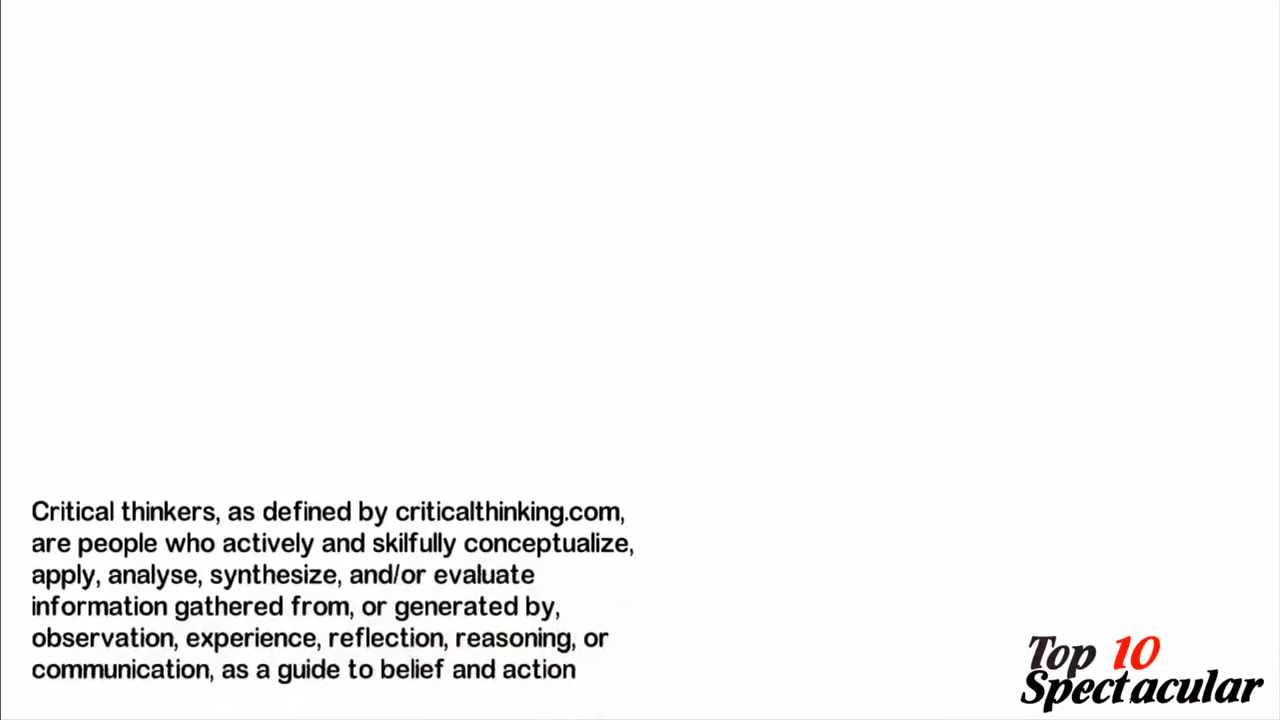 Critical thinkers, as defined by criticalthinking.com,
are people who actively and skilfully conceptualize,
apply, analyse, synthesize, and/or evaluate
information gathered from, or generated by,
observation, experience, reflection, reasoning, or
communication, as a guide to belief and action
Top 10
Spectacular